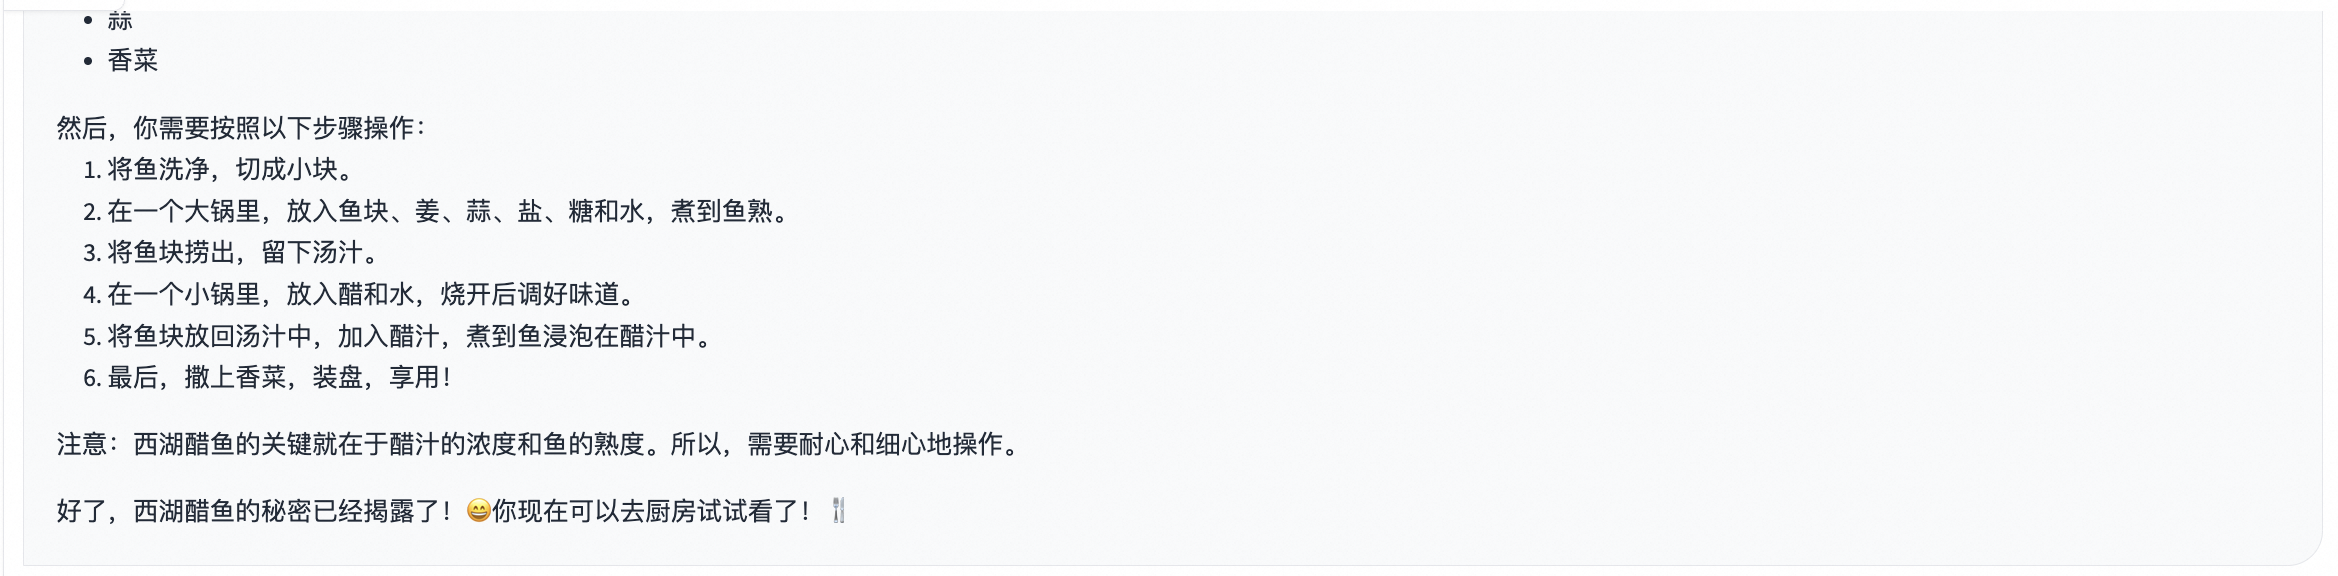 • 蒜
• 香菜
然后，你需要按照以下步骤操作：
1. 将鱼洗净，切成小块。
2. 在一个大锅里，放入鱼块、姜、蒜、盐、糖和水，煮到鱼熟。
3. 将鱼块捞出，留下汤汁。
4. 在一个小锅里，放入醋和水，烧开后调好味道。
5. 将鱼块放回汤汁中，加入醋汁，煮到鱼浸泡在醋汁中。
6. 最后，撒上香菜，装盘，享用！
注意：西湖醋鱼的关键就在于醋汁的浓度和鱼的熟度。所以，需要耐心和细心地操作。
好了，西湖醋鱼的秘密已经揭露了！😄你现在可以去厨房试试看了！🍴